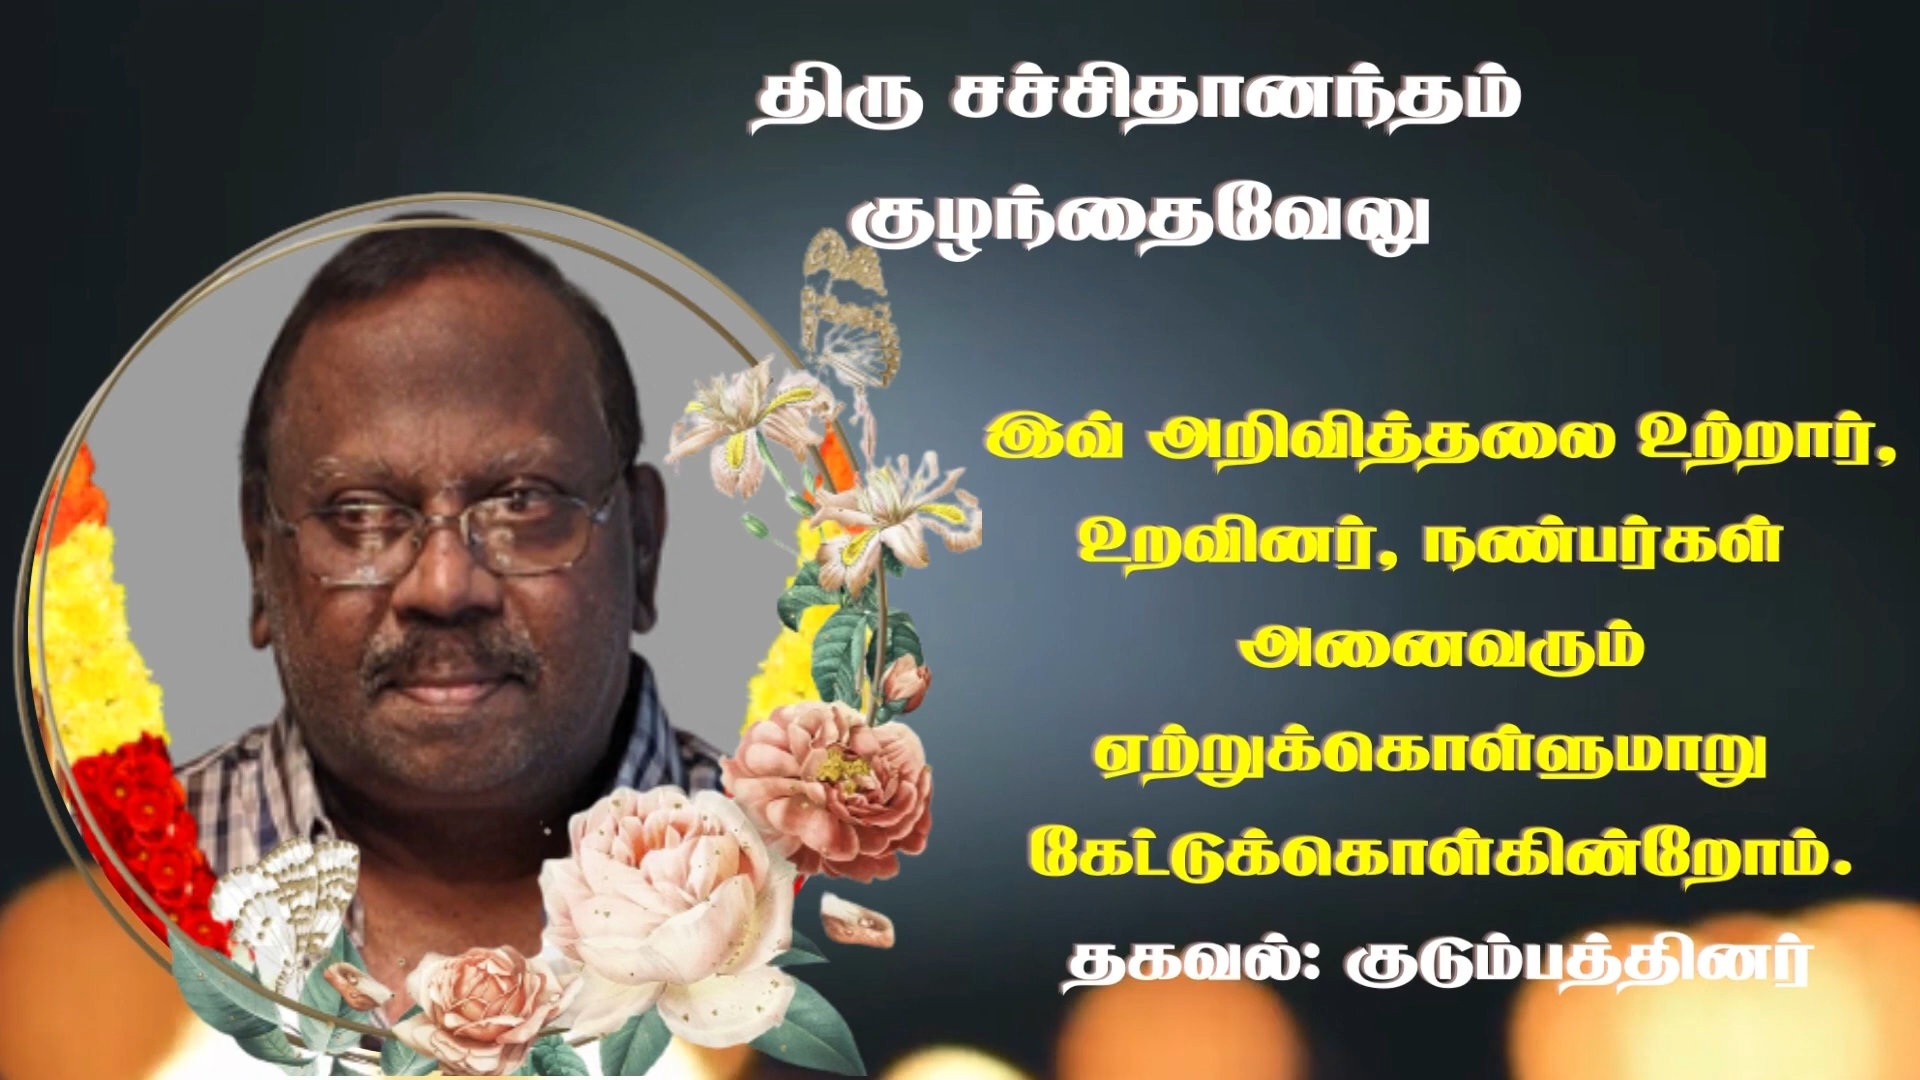 திரு சச்சிதானந்தம்
குழந்தைவேலு
இவ் அறிவித்தலை உற்றார்,
உறவினர், நண்பர்கள்
அனைவரும்
ஏற்றுக்கொள்ளுமாறு
கேட்டுக்கொள்கின்றோம்.
தகவல்: குடும்பத்தினர்